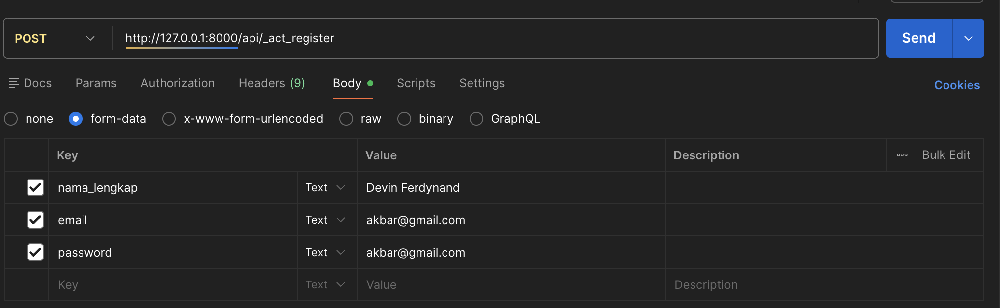 POST http://127.0.0.1:8000/api/_act_register Send
Docs Params Authorization Headers (9) Body Scripts Settings Cookies
none form-data x-www-form-urlencoded raw binary GraphQL
Key Value Description Bulk Edit
nama_lengkap Text Devin Ferdynand
email Text akbar@gmail.com
password Text akbar@gmail.com
Key Text Value Description